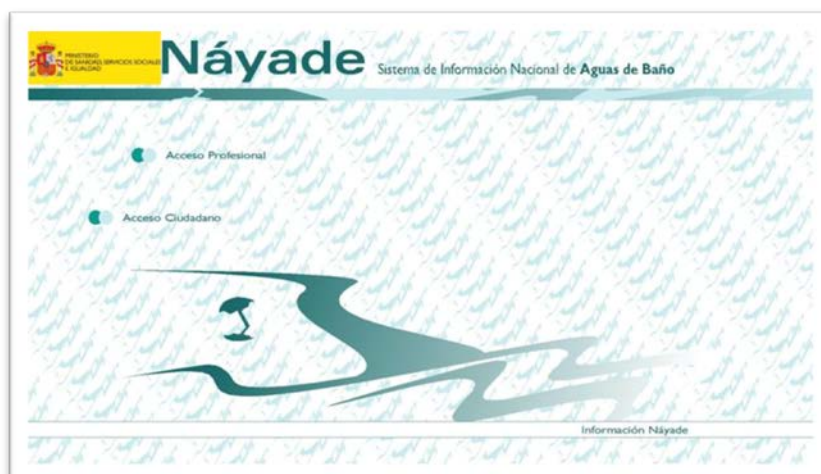 MINISTERIO
DE SANIDAD, SERVICIOS SOCIALES
E IGUALDAD
Náyade Sistema de Información Nacional de Aguas de Baño
Acceso Profesional
Acceso Ciudadano
Información Náyade